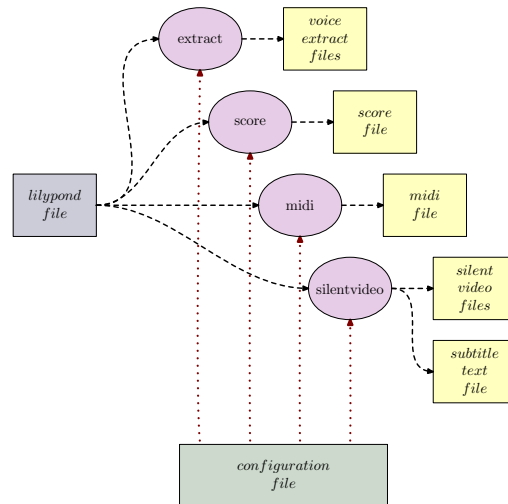 extract
voice
extract
files
score
score
file
lilypond
file
midi
midi
file
silentvideo
silent
video
files
subtitle
text
file
configuration
file